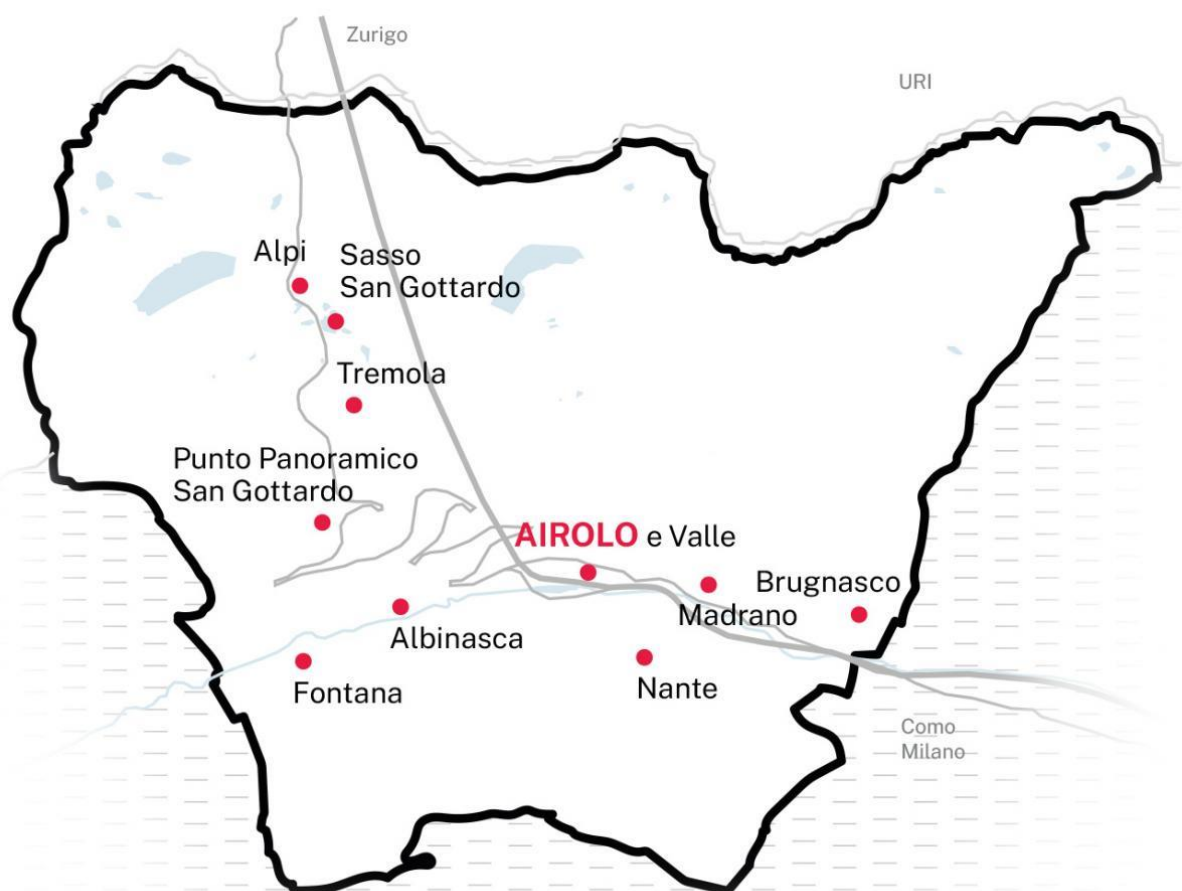 Zurigo
URI
Alpi
Sasso
San Gottardo
Tremola
Punto Panoramico
San Gottardo
AIROLO e Valle
Brugnasco
Madrano
Albinasca
Fontana
Nante
Como
Milano